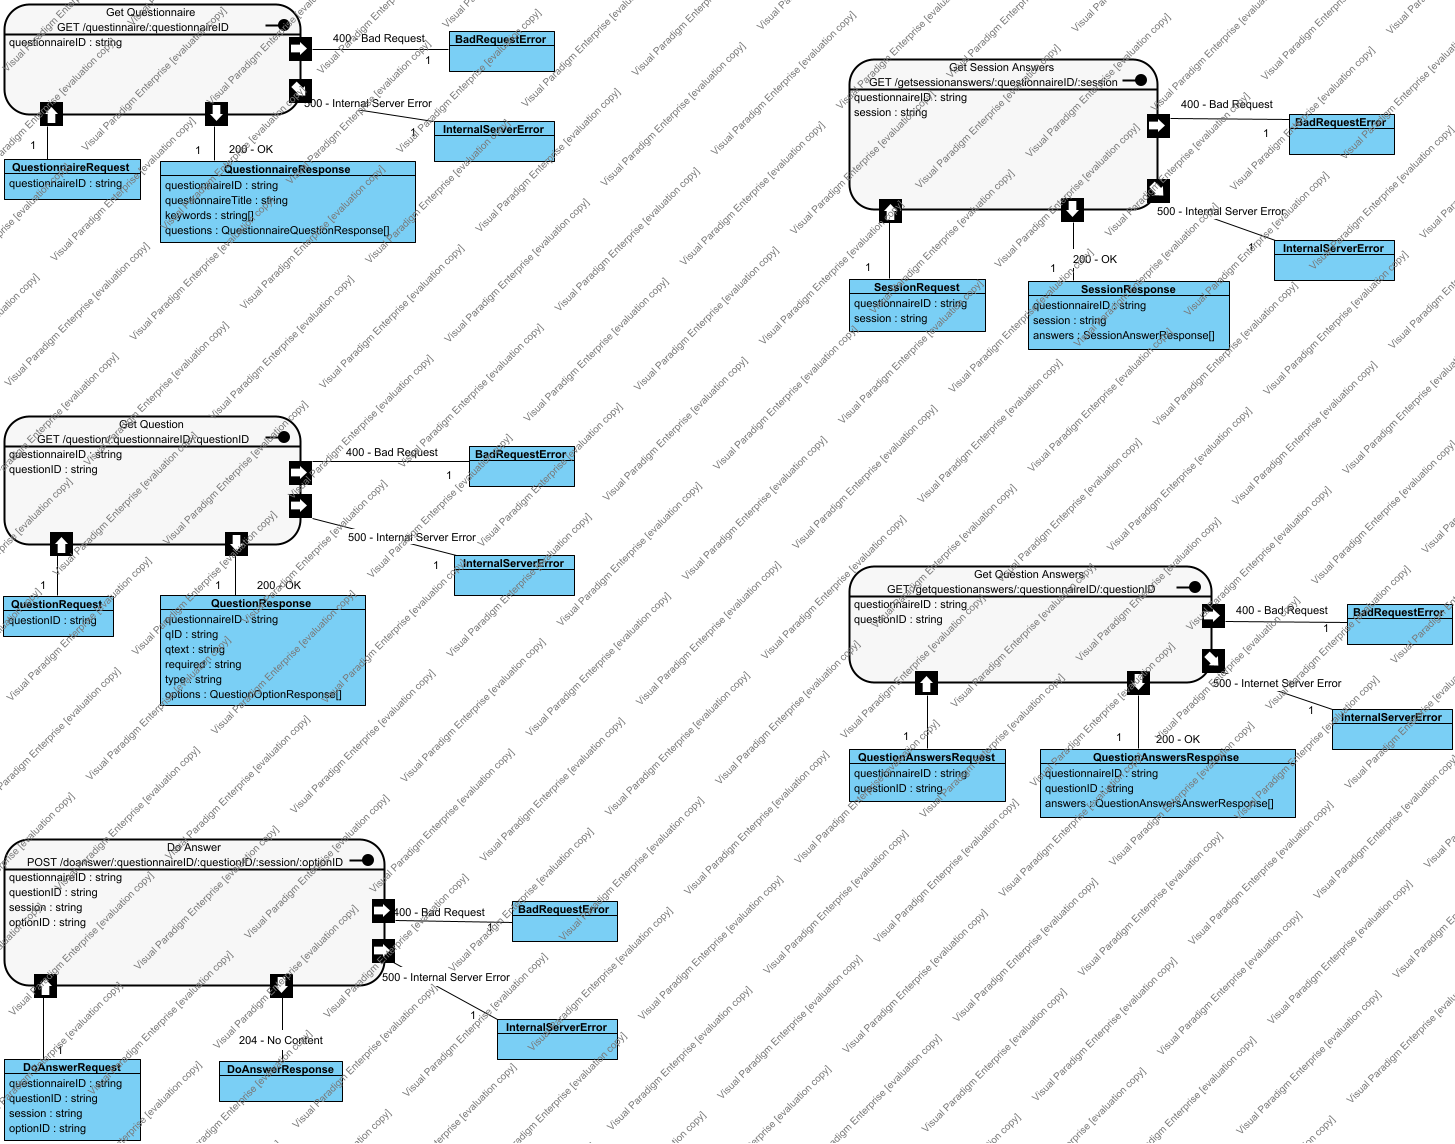 Get Questionnaire
GET /questinnaire/:questionnaireID
questionnaireID : string
400 - Bad Request
1
BadRequestError
500 - Internal Server Error
1
InternalServerError
1
QuestionnaireRequest
questionnaireID : string
1
200 - OK
QuestionnaireResponse
questionnaireID : string
questionnaireTitle : string
keywords : string[]
questions : QuestionnaireQuestionResponse[]
Get Session Answers
GET /getsessionanswers/:questionnaireID/:session
questionnaireID : string
session : string
400 - Bad Request
1
BadRequestError
500 - Internal Server Error
1
InternalServerError
1
SessionRequest
questionnaireID : string
session : string
1
200 - OK
SessionResponse
questionnaireID : string
session : string
answers : SessionAnswerResponse[]
Get Question
GET /question/:questionnaireID/:questionID
questionnaireID : string
questionID : string
400 - Bad Request
1
BadRequestError
500 - Internal Server Error
1
InternalServerError
1
QuestionRequest
questionID : string
1
200 - OK
QuestionResponse
questionnaireID : string
qID : string
qtext : string
required : string
type : string
options : QuestionOptionResponse[]
Get Question Answers
GET /getquestionanswers/:questionnaireID/:questionID
questionnaireID : string
questionID : string
400 - Bad Request
1
BadRequestError
500 - Internet Server Error
1
InternalServerError
1
QuestionAnswersRequest
questionnaireID : string
questionID : string
1
200 - OK
QuestionAnswersResponse
questionnaireID : string
questionID : string
answers : QuestionAnswersAnswerResponse[]
Do Answer
POST /doanswer/:questionnaireID/:questionID/:session/:optionID
questionnaireID : string
questionID : string
session : string
optionID : string
400 - Bad Request
1
BadRequestError
500 - Internal Server Error
1
InternalServerError
1
DoAnswerRequest
questionnaireID : string
questionID : string
session : string
optionID : string
204 - No Content
DoAnswerResponse
Visual Paradigm Enterprise [evaluation copy]